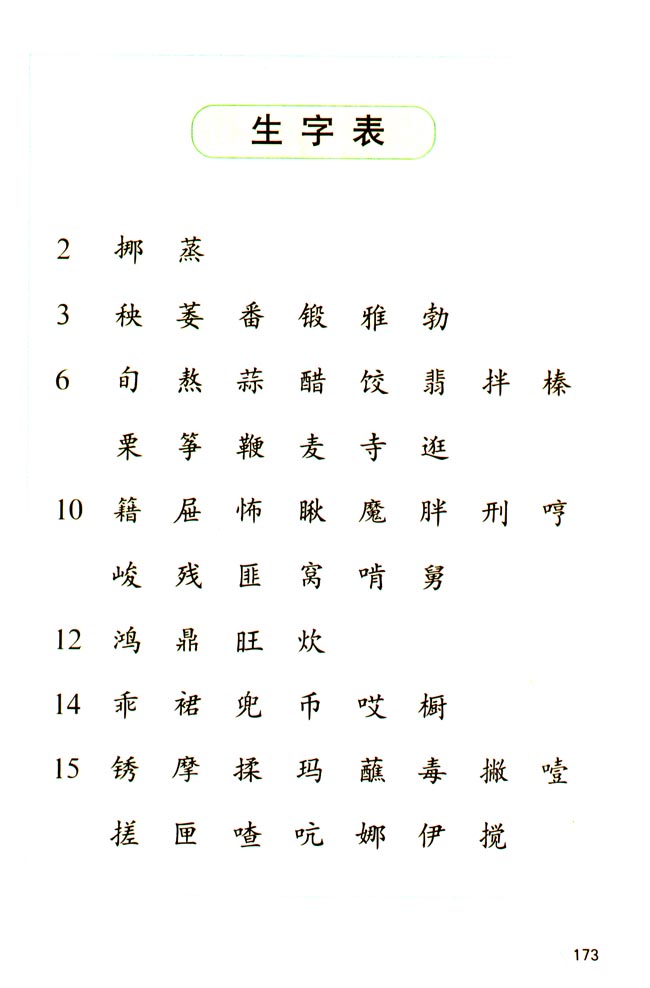 生字表
2 挪 蒸
3 秧 萎 番 锻 雅 勃
6 旬 熬 蒜 醋 饺 翡 拌 榛
栗 筝 鞭 麦 寺 逛
10 籍 屉 怖 瞅 魔 胖 刑 哼
峻 残 匪 窝 啃 舅
12 鸿 鼎 旺 炊
14 乖 裙 兜 币 哎 橱
15 锈 摩 揉 玛 蘸 毒 撇 噎
搓 匣 喳 吭 娜 伊 搅
173